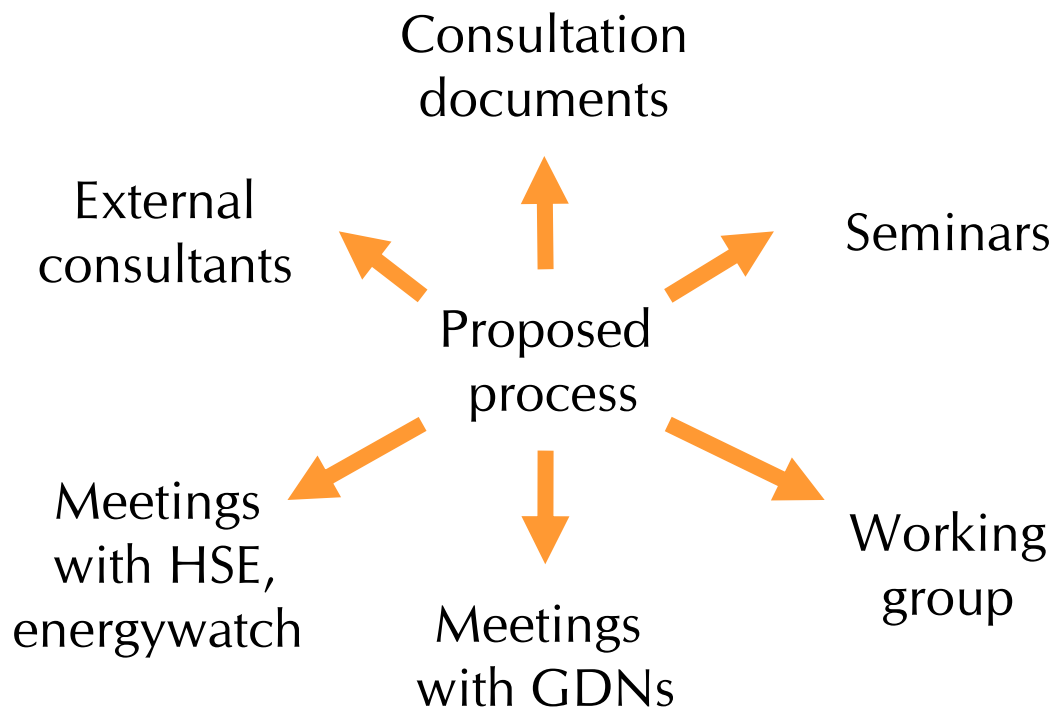 Consultation
documents
External
consultants
Seminars
Proposed
process
Meetings
with HSE,
energywatch
Meetings
with GDNs
Working
group